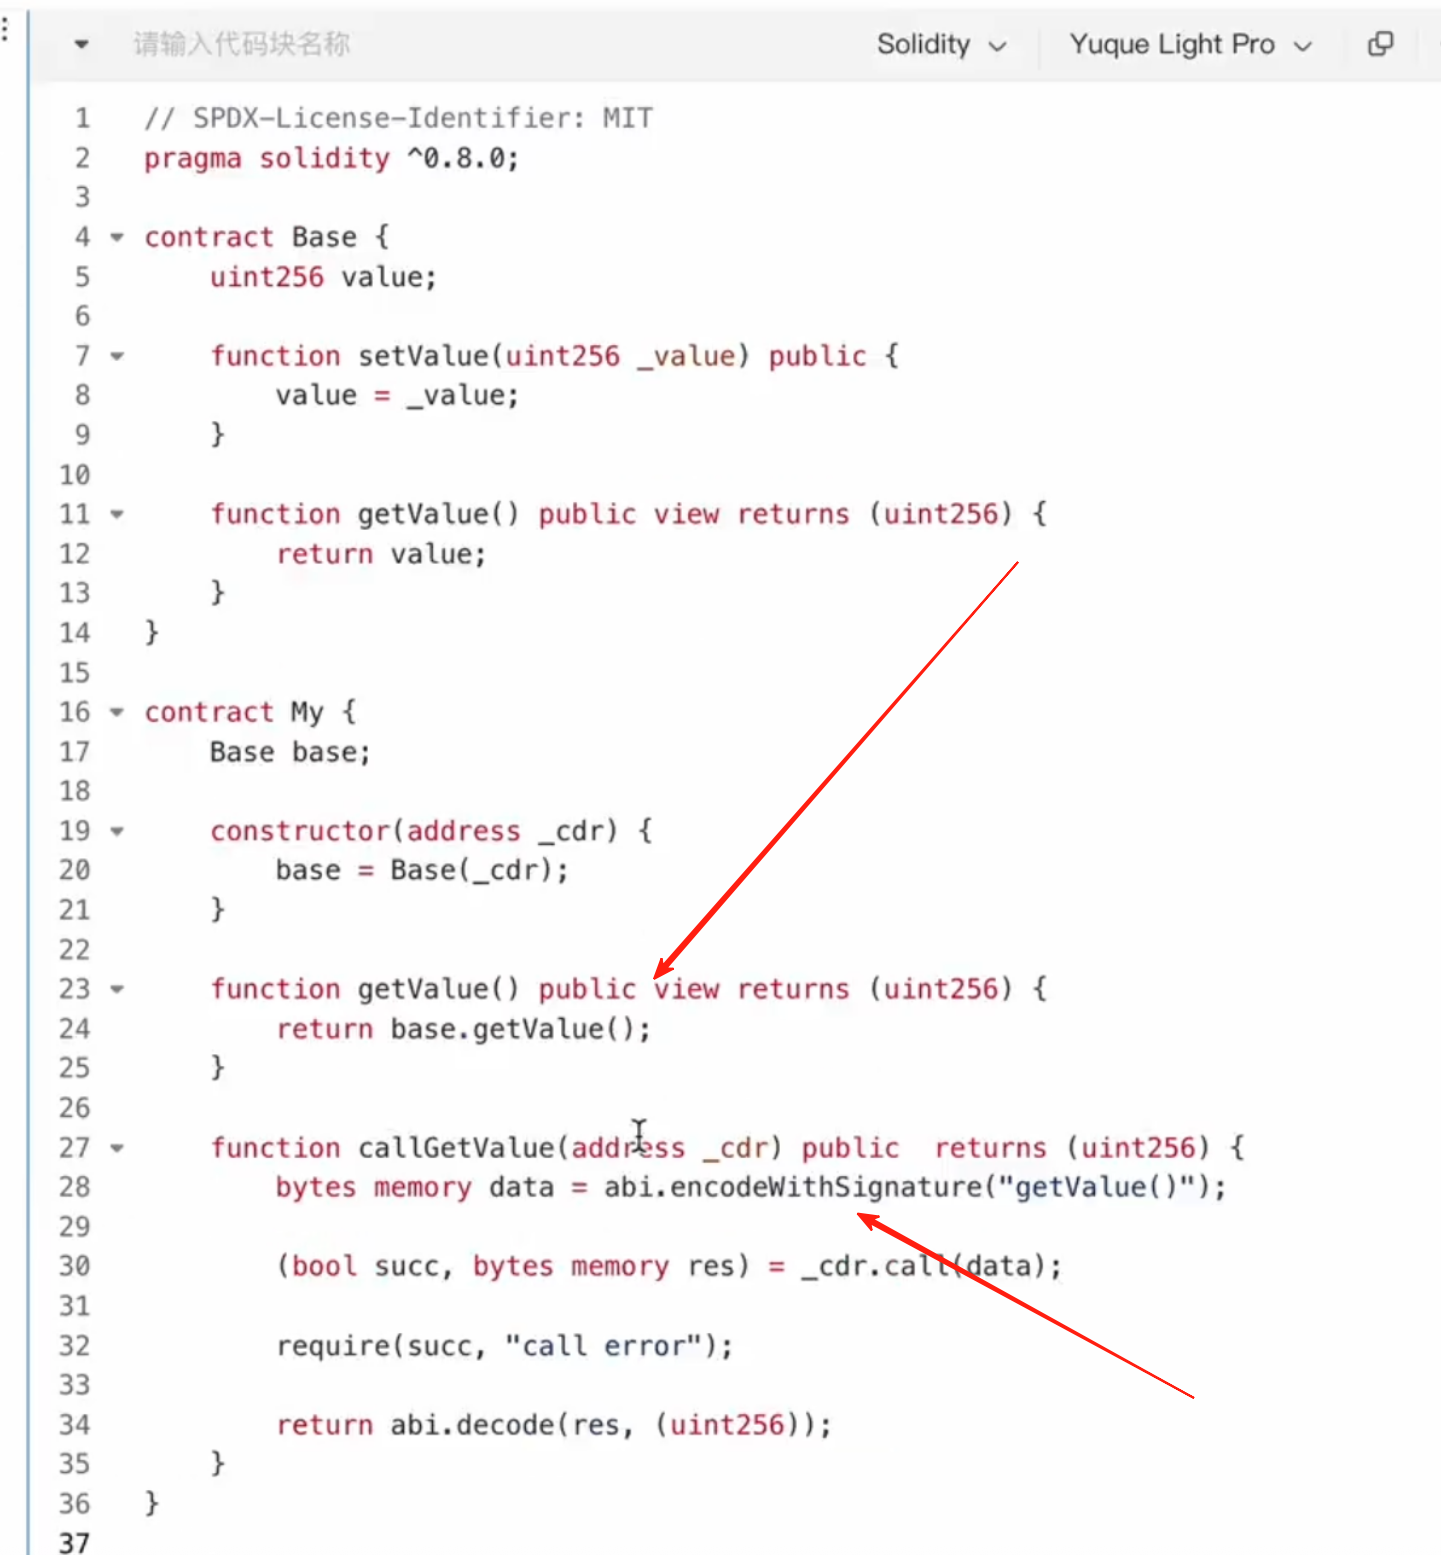 请输入代码块名称 Solidity Yuque Light Pro
1 // SPDX-License-Identifier: MIT
2 pragma solidity ^0.8.0;
3
4 contract Base {
5     uint256 value;
6
7     function setValue(uint256 _value) public {
8         value = _value;
9     }
10
11     function getValue() public view returns (uint256) {
12         return value;
13     }
14 }
15
16 contract My {
17     Base base;
18
19     constructor(address _cdr) {
20         base = Base(_cdr);
21     }
22
23     function getValue() public view returns (uint256) {
24         return base.getValue();
25     }
26
27     function callGetValue(address _cdr) public  returns (uint256) {
28         bytes memory data = abi.encodeWithSignature("getValue()");
29
30         (bool succ, bytes memory res) = _cdr.call(data);
31
32         require(succ, "call error");
33
34         return abi.decode(res, (uint256));
35     }
36 }
37